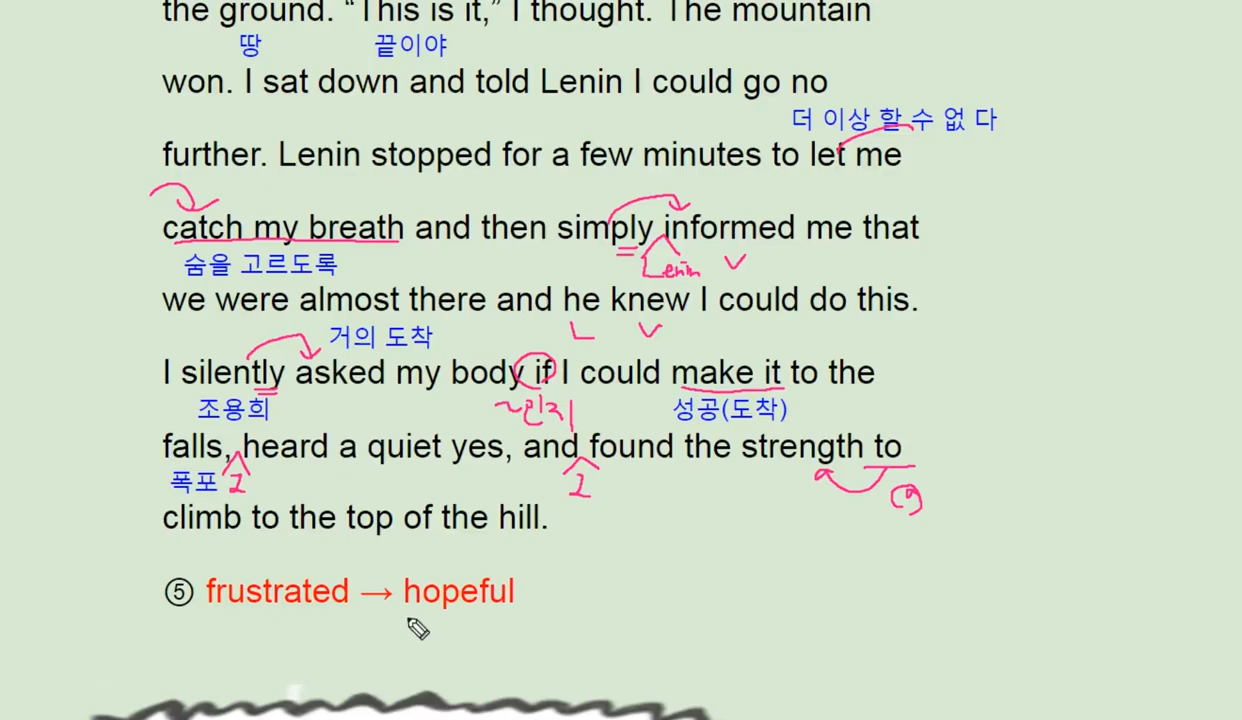 the ground. “This is it,” I thought. The mountain
땅 끝이야
won. I sat down and told Lenin I could go no
더 이상 할 수 없 다
further. Lenin stopped for a few minutes to let me
catch my breath and then simply informed me that
숨을 고르도록 Lenin V
we were almost there and he knew I could do this.
거의 도착 L V
I silently asked my body if I could make it to the
조용히 ~인지 성공(도착)
falls, heard a quiet yes, and found the strength to
폭포 I I
climb to the top of the hill.
⑤ frustrated → hopeful